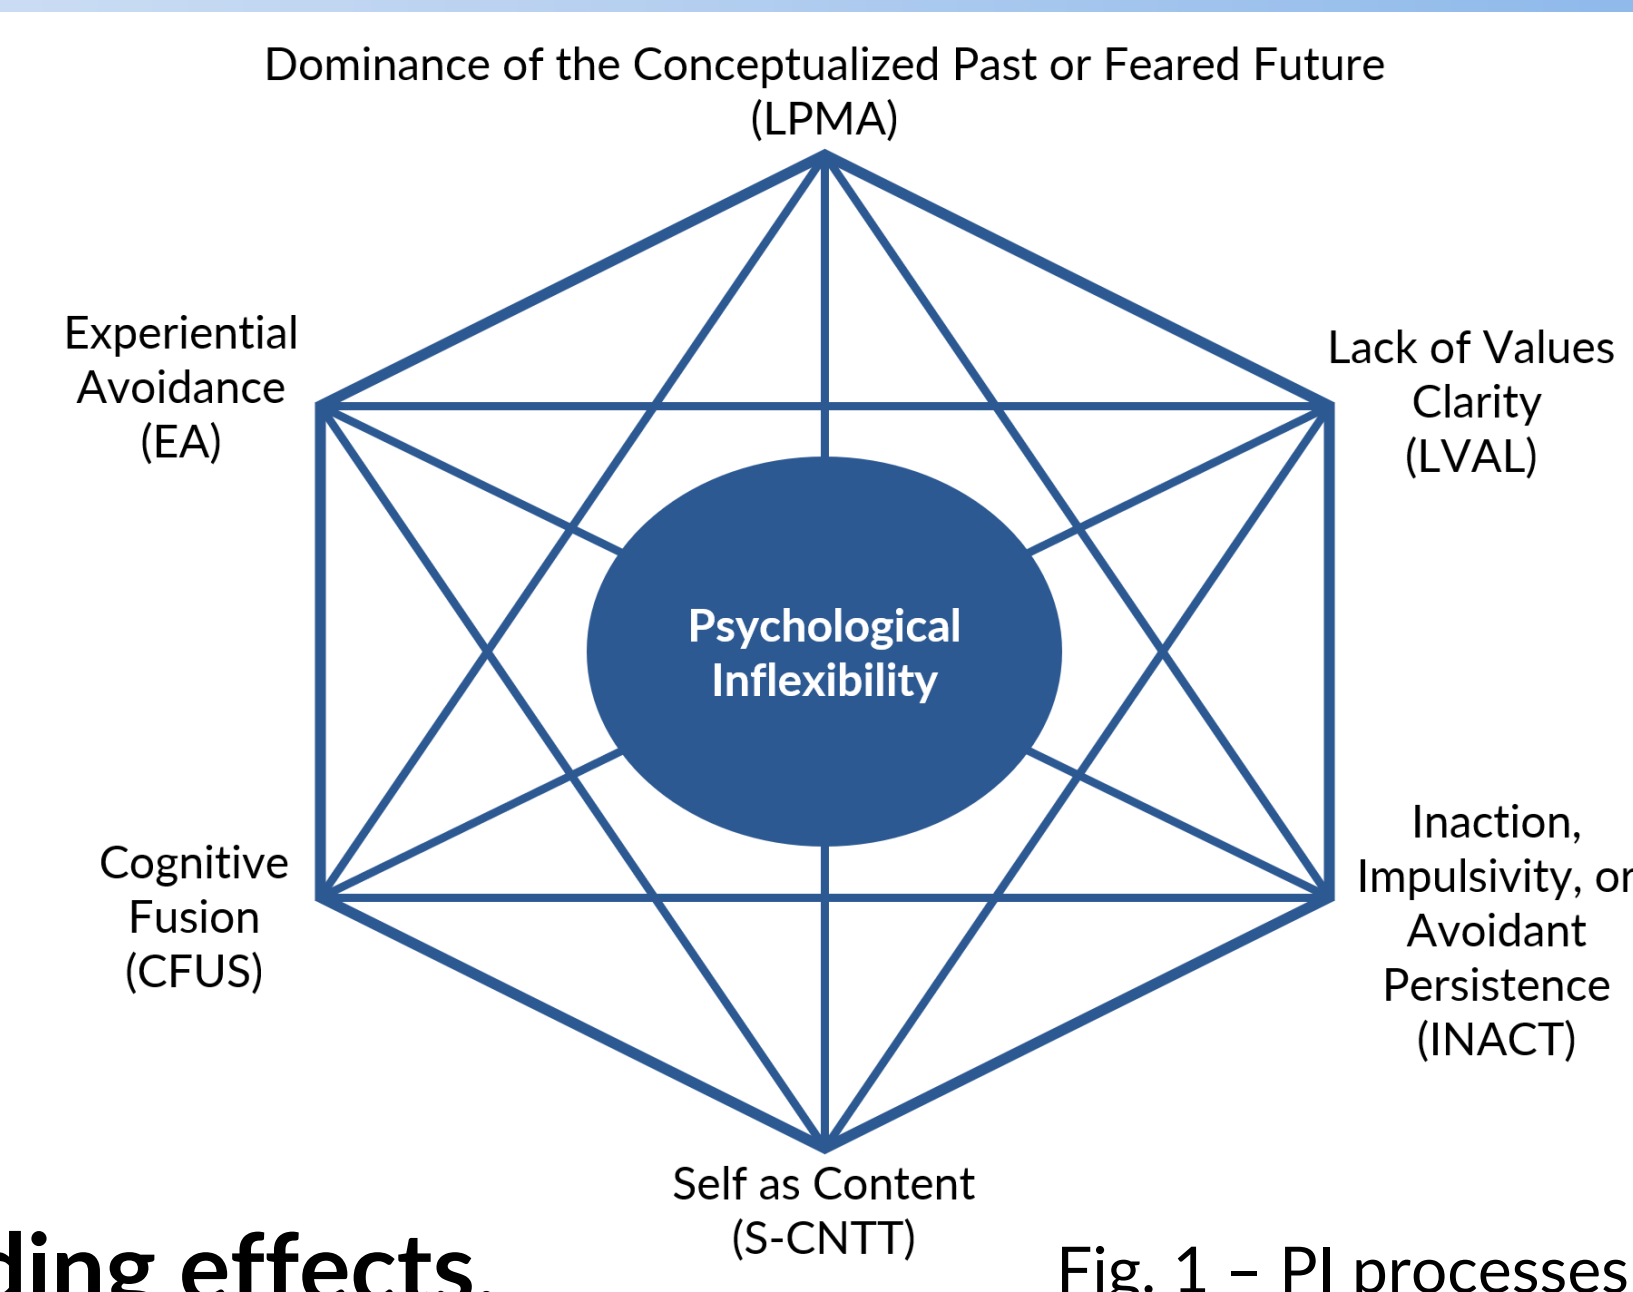 Dominance of the Conceptualized Past or Feared Future
(LPMA)
Experiential
Avoidance
(EA)
Lack of Values
Clarity
(LVAL)
Psychological
Inflexibility
Cognitive
Fusion
(CFUS)
Inaction,
Impulsivity, or
Avoidant
Persistence
(INACT)
Self as Content
(S-CNTT)
effects.
Fig. 1 – PI processes